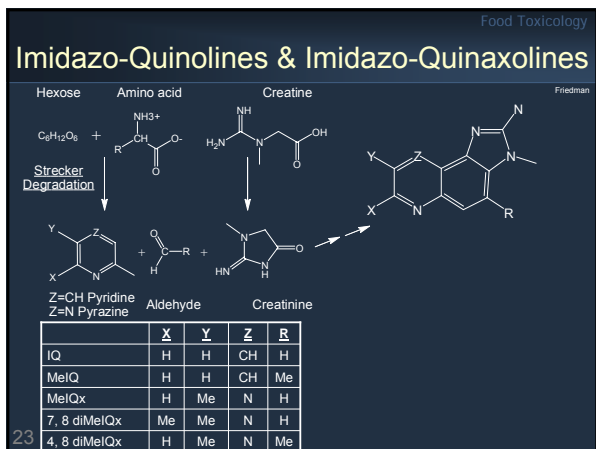 Food Toxicology
Imidazo-Quinolines & Imidazo-Quinaxolines
Friedman
Hexose Amino acid Creatine
C₆H₁₂O₆ + NH3+ CH R O- O NH H₂N N OH O
Strecker
Degradation
Y Z X N + O C R H + N O HN N H
N N N Y Z X N R
Z=CH Pyridine
Z=N Pyrazine
Aldehyde Creatinine
X Y Z R
IQ H H CH H
MeIQ H H CH Me
MeIQx H Me N H
7, 8 diMeIQx Me Me N H
4, 8 diMeIQx H Me N Me
23